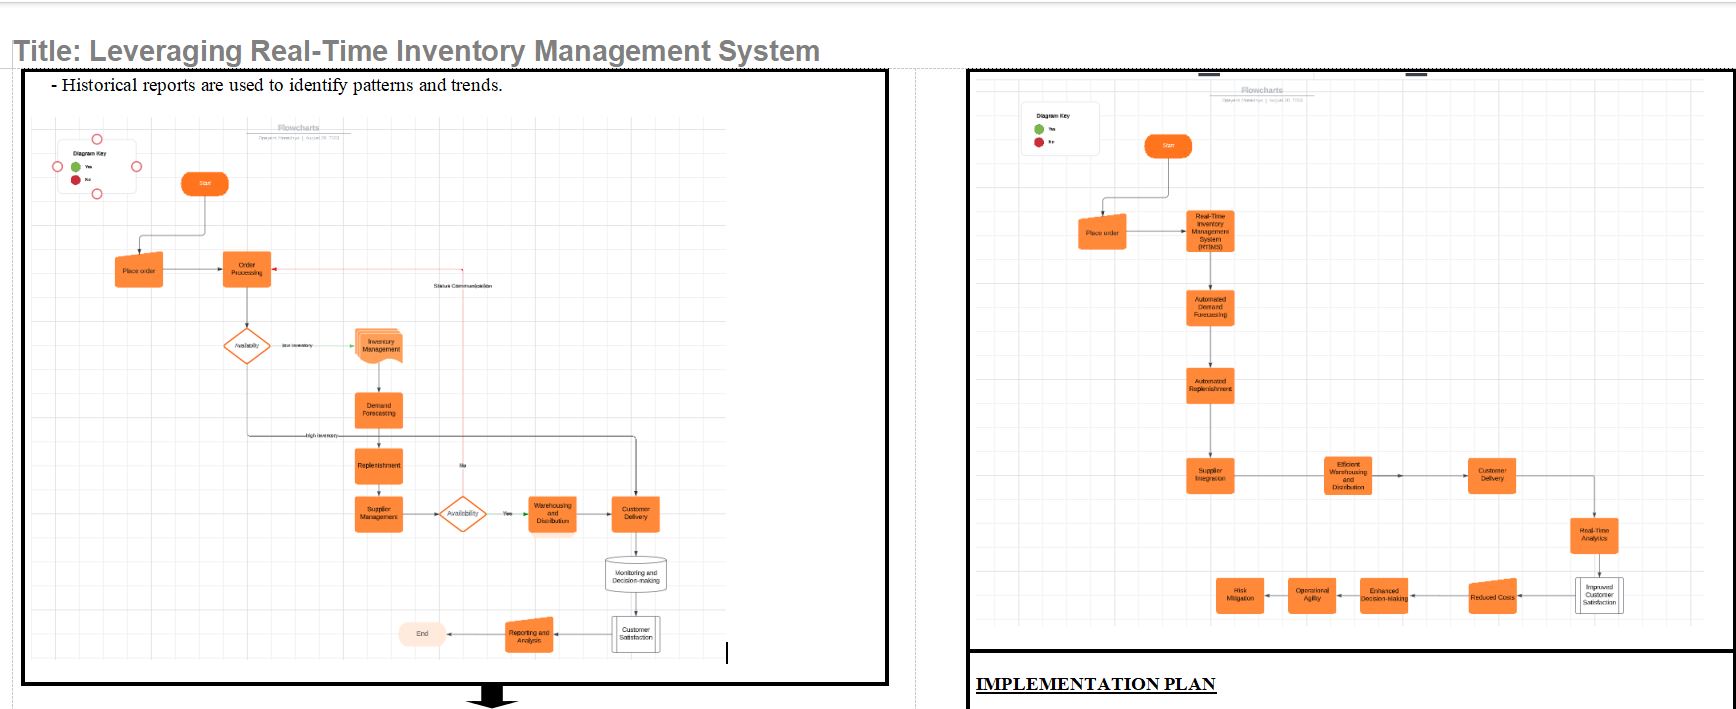 Title: Leveraging Real-Time Inventory Management System
- Historical reports are used to identify patterns and trends.
Flowcharts
Diagram Key
Yes
No
Start
Place order
Order
Processing
Status Communication
Availability
low inventory
Inventory
Management
Demand
Forecasting
high inventory
Replenishment
No
Supplier
Management
Availability
Yes
Warehousing
and
Distribution
Customer
Delivery
Monitoring and
Decision-making
Customer
Satisfaction
Reporting and
Analysis
End
Flowcharts
Diagram Key
Yes
No
Start
Place order
Real-Time
Inventory
Management
System
(RTIMS)
Automated
Demand
Forecasting
Automated
Replenishment
Supplier
Integration
Efficient
Warehousing
and
Distribution
Customer
Delivery
Real-Time
Analytics
Improved
Customer
Satisfaction
Reduced Costs
Enhanced
Decision-Making
Operational
Agility
Risk
Mitigation
IMPLEMENTATION PLAN